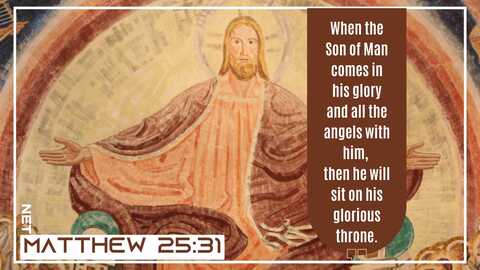 When the
Son of Man
comes in
his glory
and all the
angels with
him,
then he will
sit on his
glorious
throne.
NET
MATTHEW 25:31